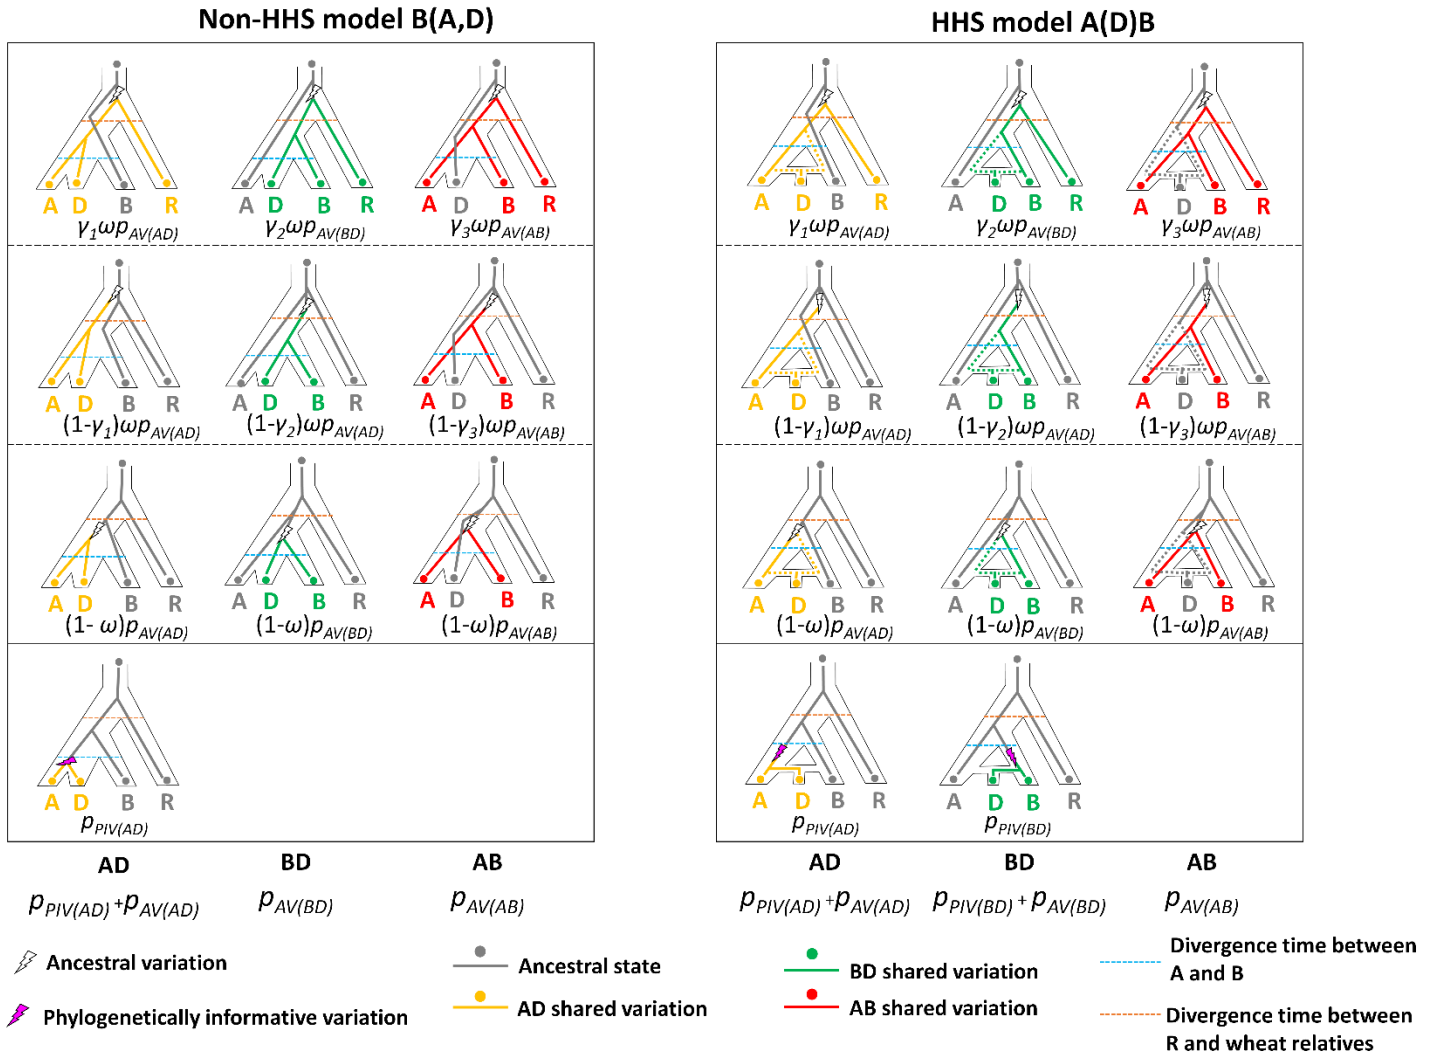 Non-HHS model B(A,D)
HHS model A(D)B
A D B R
A D B R
A D B R
A D B R
A D B R
A D B R
γ1ωpAV(AD)
γ2ωpAV(BD)
γ3ωpAV(AB)
γ1ωpAV(AD)
γ2ωpAV(BD)
γ3ωpAV(AB)
A D B R
A D B R
A D B R
A D B R
A D B R
A D B R
(1-γ1)ωpAV(AD)
(1-γ2)ωpAV(AD)
(1-γ3)ωpAV(AB)
(1-γ1)ωpAV(AD)
(1-γ2)ωpAV(AD)
(1-γ3)ωpAV(AB)
A D B R
A D B R
A D B R
A D B R
A D B R
A D B R
(1- ω)pAV(AD)
(1-ω)pAV(BD)
(1-ω)pAV(AB)
(1-ω)pAV(AD)
(1-ω)pAV(BD)
(1-ω)pAV(AB)
A D B R
A D B R
A D B R
pPIV(AD)
pPIV(AD)
pPIV(BD)
AD BD AB
AD BD AB
pPIV(AD) +pAV(AD)
pAV(BD)
pAV(AB)
pPIV(AD) +pAV(AD)
pPIV(BD) + pAV(BD)
pAV(AB)
Ancestral variation
Phylogenetically informative variation
Ancestral state
AD shared variation
BD shared variation
AB shared variation
Divergence time between
A and B
Divergence time between
R and wheat relatives